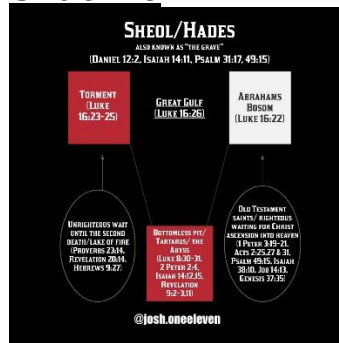 SHEOL/HADES
ALSO KNOWN AS "THE GRAVE"
(DANIEL 12:2, ISAIAH 14:11, PSALM 31:17, 49:15)
TORMENT
(LUKE
16:23-25)
GREAT GULF
(LUKE 16:26)
ABRAHAMS
BOSOM
(LUKE 16:22)
UNRIGHTEOUS WAIT
UNTIL THE SECOND
DEATH/LAKE OF FIRE
(PROVERBS 23:14,
REVELATION 20:14,
HEBREWS 9:27)
BOTTOMLESS PIT/
TARTARUS/ THE
ABYSS
(LUKE 8:30-31,
2 PETER 2:4,
ISAIAH 14:12,15,
REVELATION
9:2-3,11)
OLD TESTAMENT
SAINTS/ RIGHTEOUS
WAITING FOR CHRIST
ASCENSION INTO HEAVEN
(1 PETER 3:19-21,
ACTS 2:25,27 & 31,
PSALM 49:15, ISAIAH
38:10, JOB 14:13,
GENESIS 37:35)
@josh.oneeleven